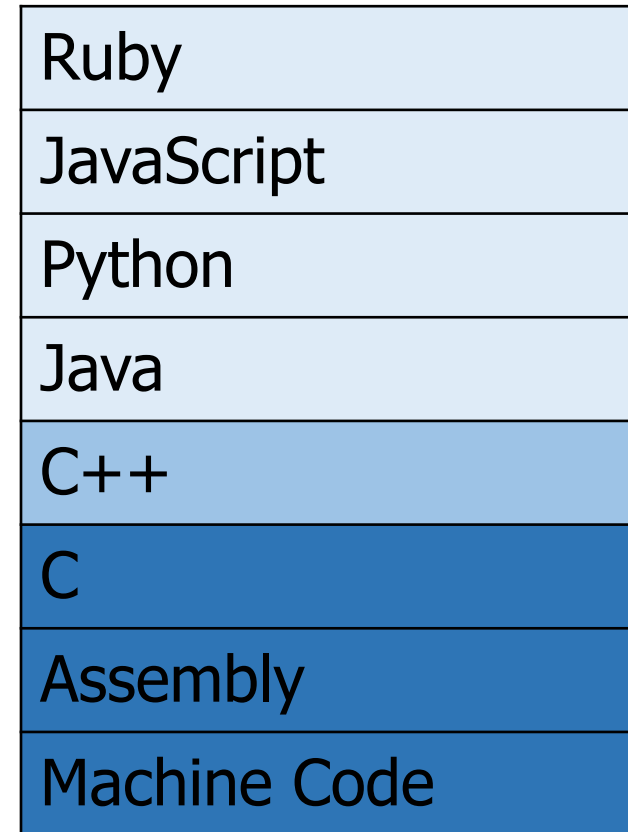 Ruby
JavaScript
Python
Java
C++
C
Assembly
Machine Code